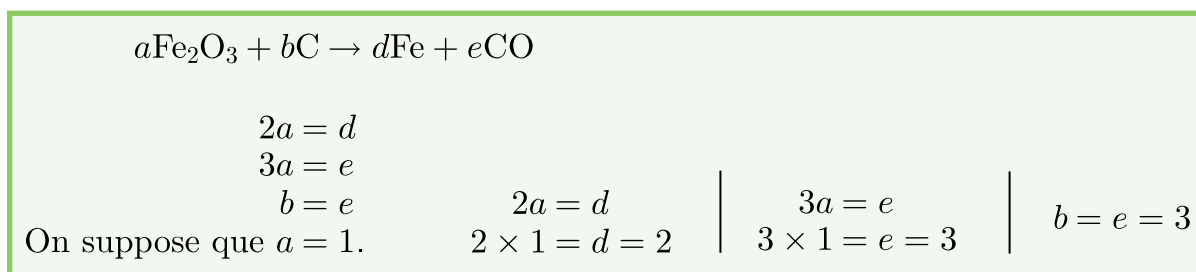 aFe₂O₃ + bC → dFe + eCO
2a = d
3a = e
b = e
On suppose que a = 1.
2a = d
2 × 1 = d = 2
3a = e
3 × 1 = e = 3
b = e = 3